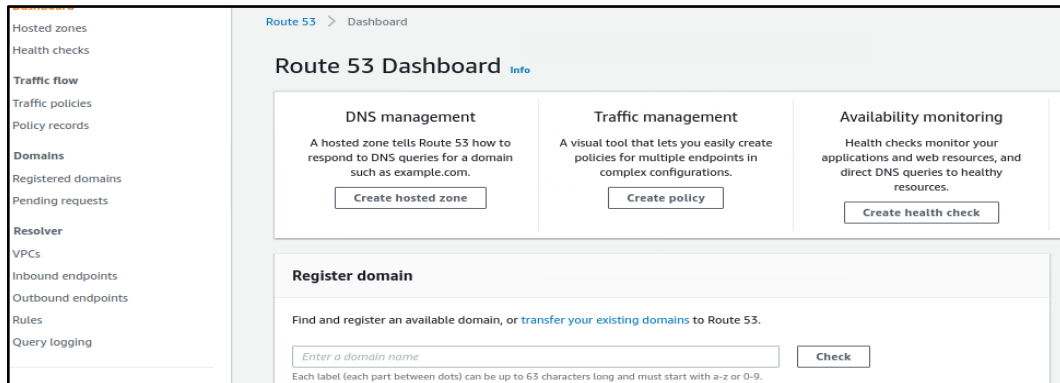 Dashboard
Hosted zones
Health checks
Traffic flow
Traffic policies
Policy records
Domains
Registered domains
Pending requests
Resolver
VPCs
Inbound endpoints
Outbound endpoints
Rules
Query logging
Route 53 > Dashboard
Route 53 Dashboard Info
DNS management
A hosted zone tells Route 53 how to
respond to DNS queries for a domain
such as example.com.
Create hosted zone
Traffic management
A visual tool that lets you easily create
policies for multiple endpoints in
complex configurations.
Create policy
Availability monitoring
Health checks monitor your
applications and web resources, and
direct DNS queries to healthy
resources.
Create health check
Register domain
Find and register an available domain, or transfer your existing domains to Route 53.
Enter a domain name
Check
Each label (each part between dots) can be up to 63 characters long and must start with a-z or 0-9.